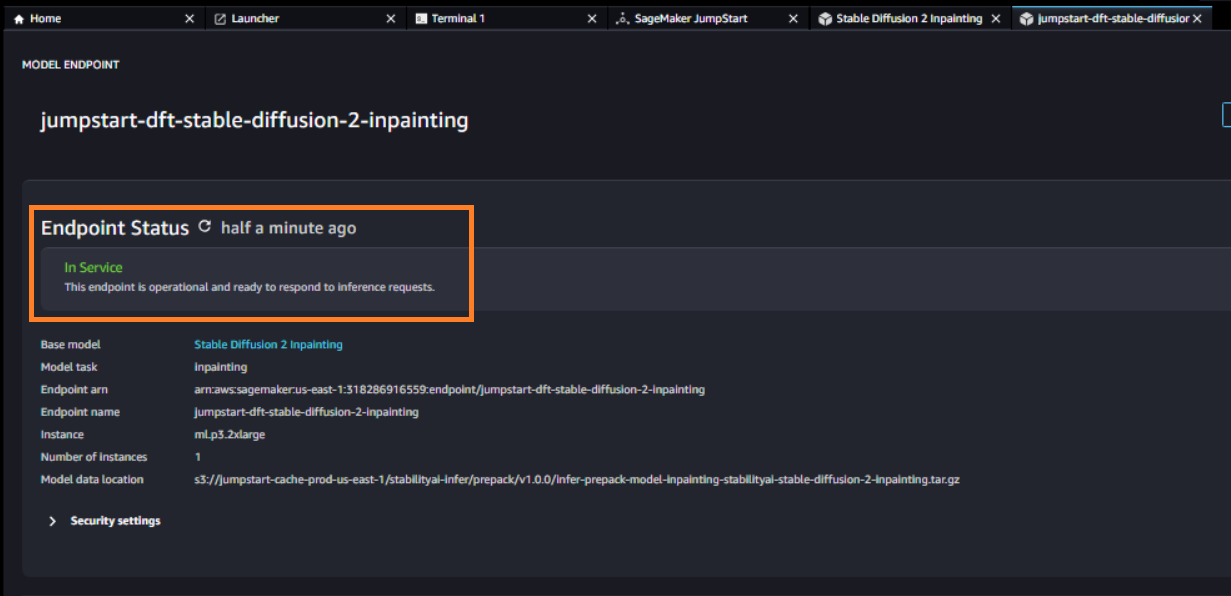 Home Launcher Terminal 1 SageMaker JumpStart Stable Diffusion 2 Inpainting jumpstart-dft-stable-diffusior
MODEL ENDPOINT
jumpstart-dft-stable-diffusion-2-inpainting
Endpoint Status half a minute ago
In Service
This endpoint is operational and ready to respond to inference requests.
Base model Stable Diffusion 2 Inpainting
Model task Inpainting
Endpoint arn arn:aws:sagemaker:us-east-1:318286916559:endpoint/jumpstart-dft-stable-diffusion-2-inpainting
Endpoint name jumpstart-dft-stable-diffusion-2-inpainting
Instance ml.p3.2xlarge
Number of instances 1
Model data location s3://jumpstart-cache-prod-us-east-1/stabilityai-infer/prepack/v1.0.0/infer-prepack-model-inpainting-stabilityai-stable-diffusion-2-inpainting.tar.gz
Security settings